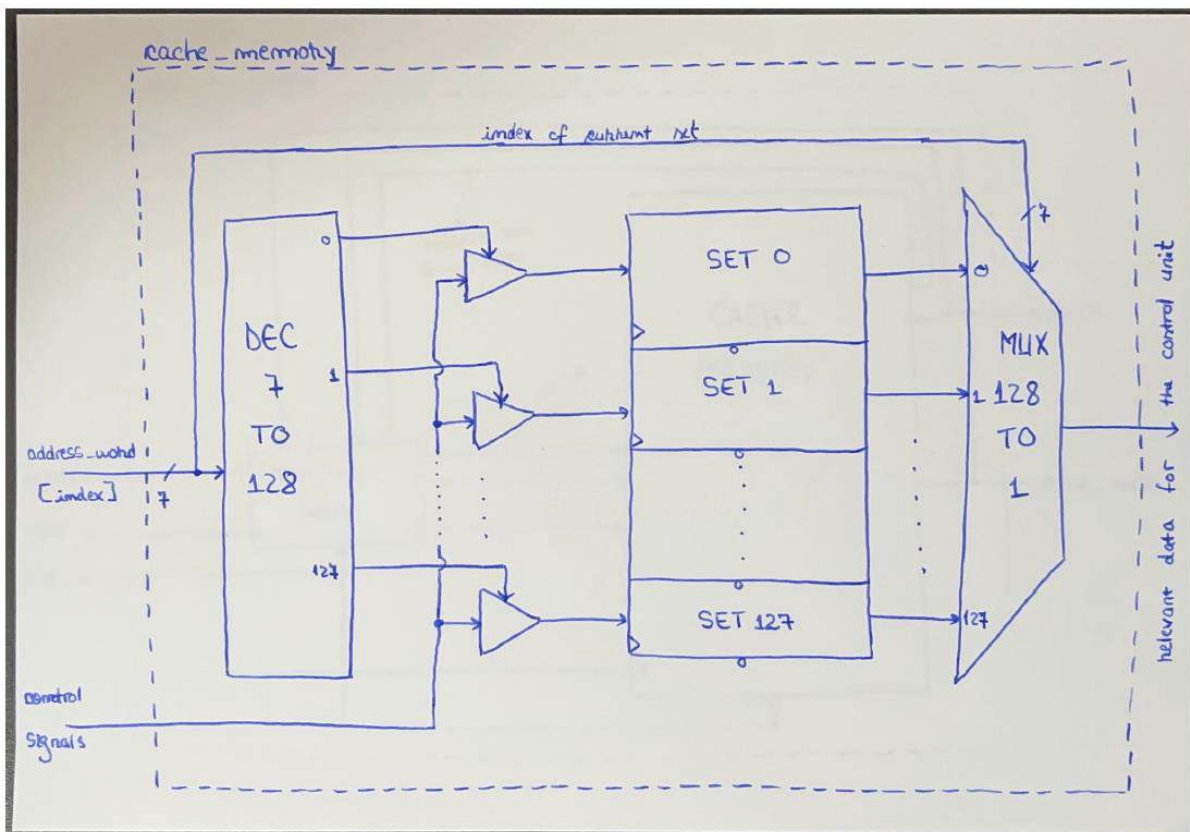 cache_memory
index of current set
7
0
DEC
7
TO
128
1
127
SET 0
SET 1
SET 127
0
1
127
MUX
128
TO
1
address_word
[index]
7
control
signals
relevant data for the control unit